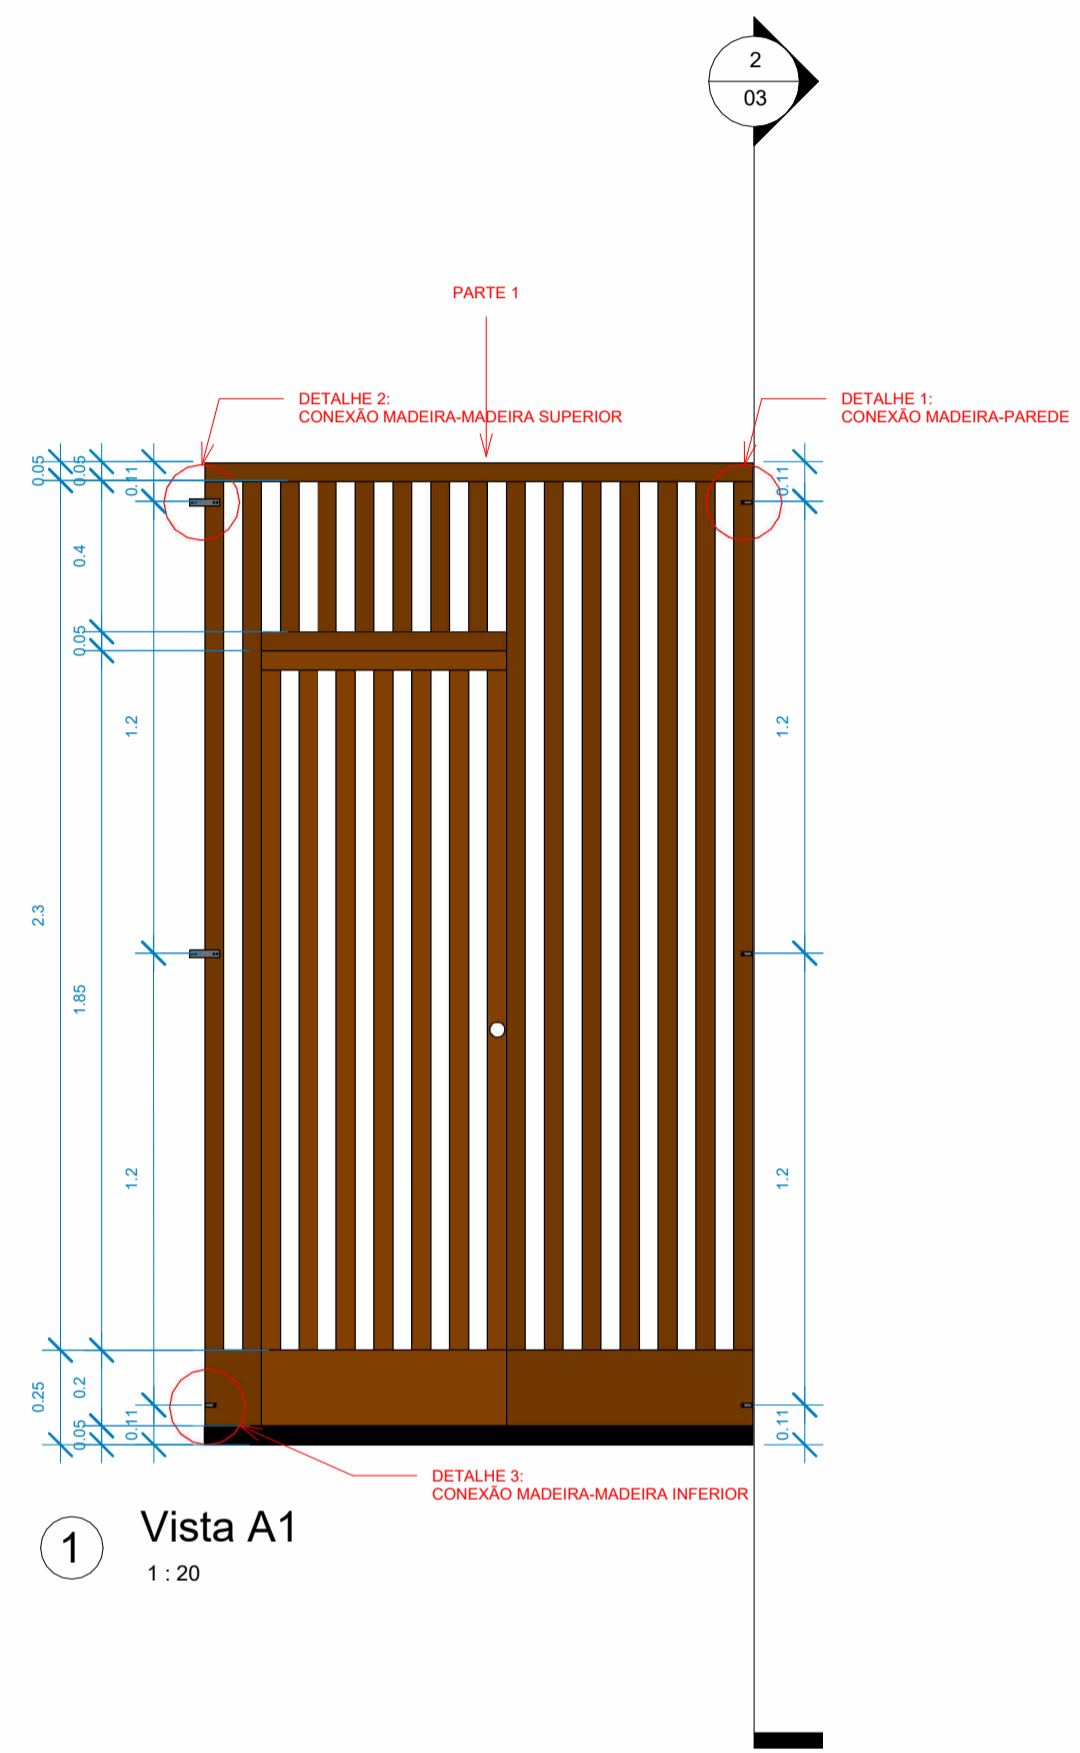 2
03
PARTE 1
DETALHE 2:
CONEXÃO MADEIRA-MADEIRA SUPERIOR
DETALHE 1:
CONEXÃO MADEIRA-PAREDE
0.05
0.05
0.11
0.11
0.4
0.05
1.2
1.2
2.3
1.85
1.2
1.2
0.25
0.2
0.05
0.11
0.11
DETALHE 3:
CONEXÃO MADEIRA-MADEIRA INFERIOR
1
Vista A1
1 : 20